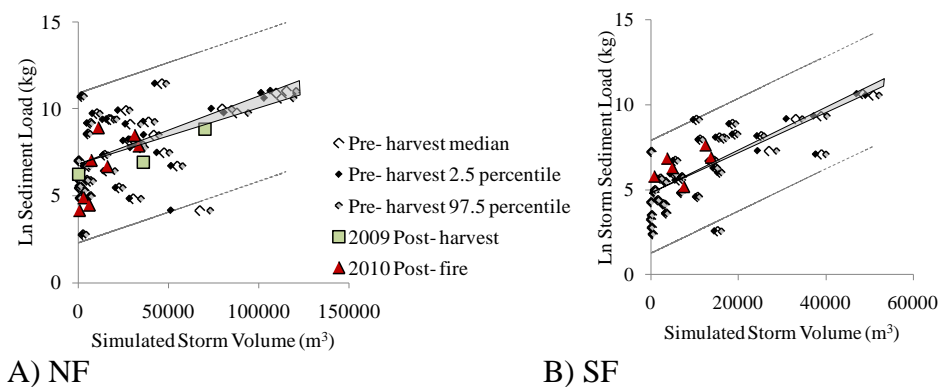 15
10
5
0
Ln Sediment Load (kg)
0 50000 100000 150000
Simulated Storm Volume (m³)
Pre- harvest median
Pre- harvest 2.5 percentile
Pre- harvest 97.5 percentile
2009 Post- harvest
2010 Post- fire
A) NF
15
10
5
0
Ln Storm Sediment Load (kg)
0 20000 40000 60000
Simulated Storm Volume (m³)
B) SF